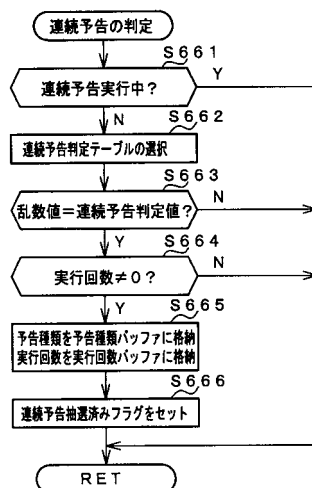 連続予告の判定
S661
連続予告実行中?
Y
N
S662
連続予告判定テーブルの選択
S663
乱数値=連続予告判定値?
N
Y
S664
実行回数≠0?
N
Y
S665
予告種類を予告種類バッファに格納
実行回数を実行回数バッファに格納
S666
連続予告抽選済みフラグをセット
RET